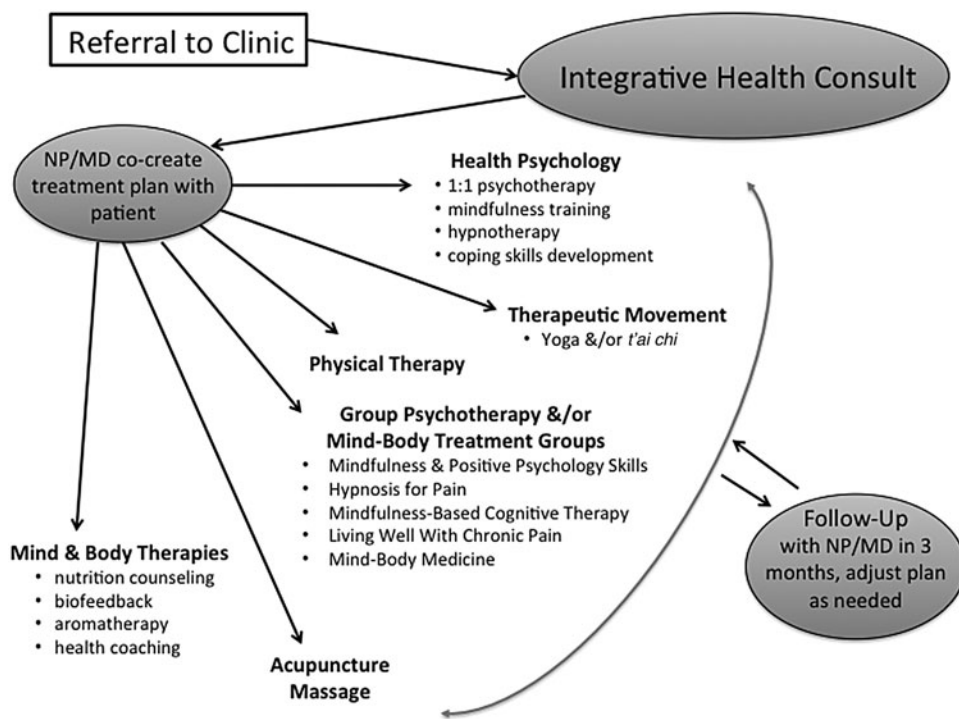 Referral to Clinic
Integrative Health Consult
NP/MD co-create
treatment plan with
patient
Health Psychology
• 1:1 psychotherapy
• mindfulness training
• hypnotherapy
• coping skills development
Therapeutic Movement
• Yoga &/or t'ai chi
Physical Therapy
Group Psychotherapy &/or
Mind-Body Treatment Groups
• Mindfulness & Positive Psychology Skills
• Hypnosis for Pain
• Mindfulness-Based Cognitive Therapy
• Living Well With Chronic Pain
• Mind-Body Medicine
Mind & Body Therapies
• nutrition counseling
• biofeedback
• aromatherapy
• health coaching
Acupuncture
Massage
Follow-Up
with NP/MD in 3
months, adjust plan
as needed